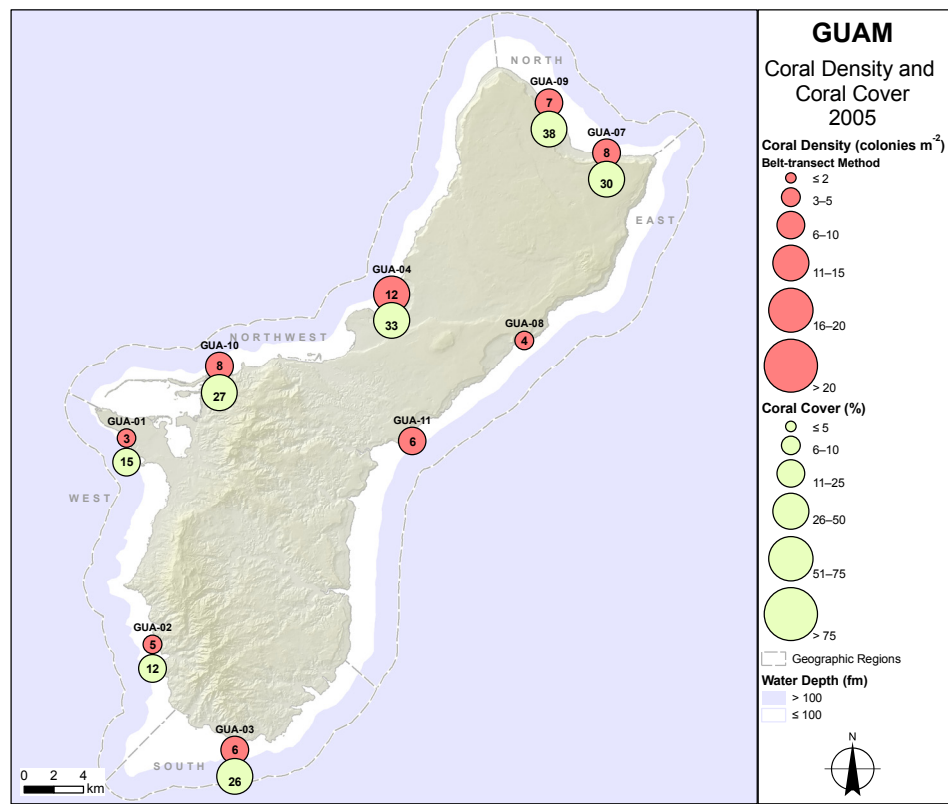 NORTH
GUA-09
7
38
GUA-07
8
30
EAST
GUA-04
12
33
NORTHWEST
GUA-08
4
GUA-10
8
27
GUA-11
6
GUA-01
3
15
WEST
GUA-02
5
12
GUA-03
6
26
SOUTH
0 2 4
km
GUAM
Coral Density and
Coral Cover
2005
Coral Density (colonies m-2)
Belt-transect Method
≤ 2
3–5
6–10
11–15
16–20
> 20
Coral Cover (%)
≤ 5
6–10
11–25
26–50
51–75
> 75
Geographic Regions
Water Depth (fm)
> 100
≤ 100
N